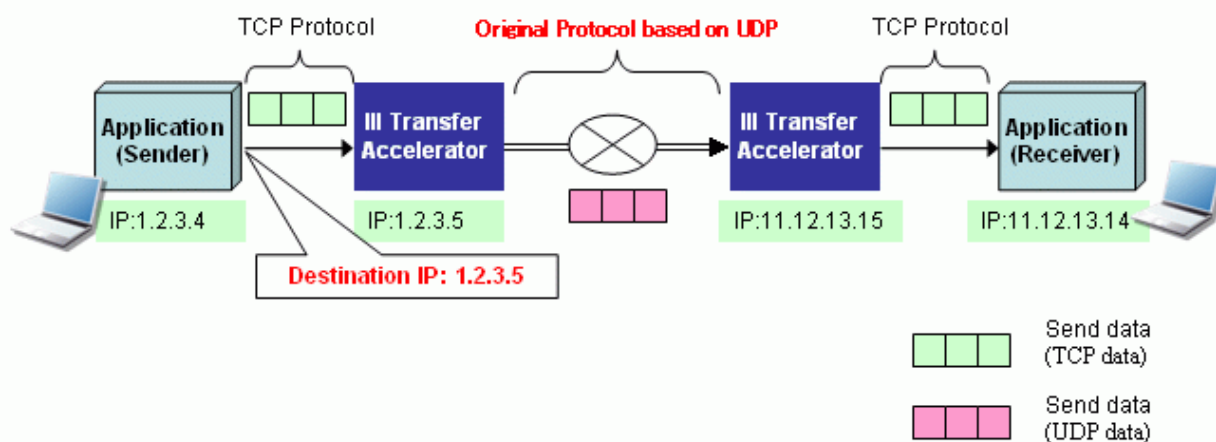 TCP Protocol
Original Protocol based on UDP
TCP Protocol
Application
(Sender)
III Transfer
Accelerator
III Transfer
Accelerator
Application
(Receiver)
IP:1.2.3.4
IP:1.2.3.5
IP:11.12.13.15
IP:11.12.13.14
Destination IP: 1.2.3.5
Send data
(TCP data)
Send data
(UDP data)